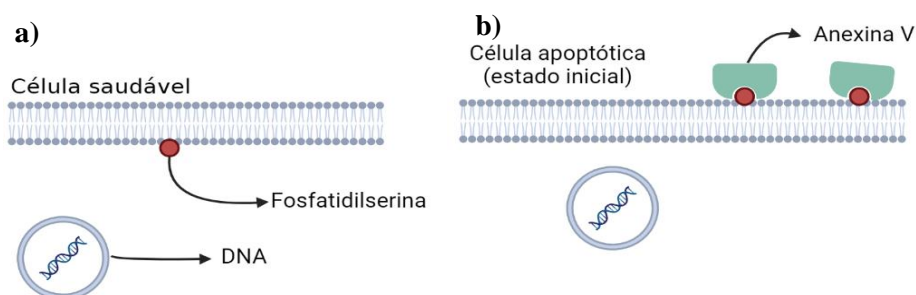 a)
Célula saudável
Fosfatidilserina
DNA
b)
Célula apoptótica
(estado inicial)
Anexina V